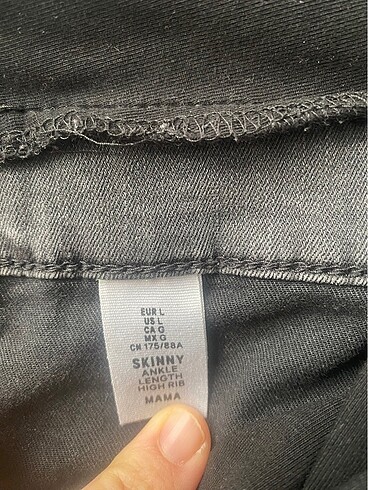 EUR L
US L
CA G
MX G
CN 175/88A
SKINNY
ANKLE
LENGTH
HIGH RIB
MAMA